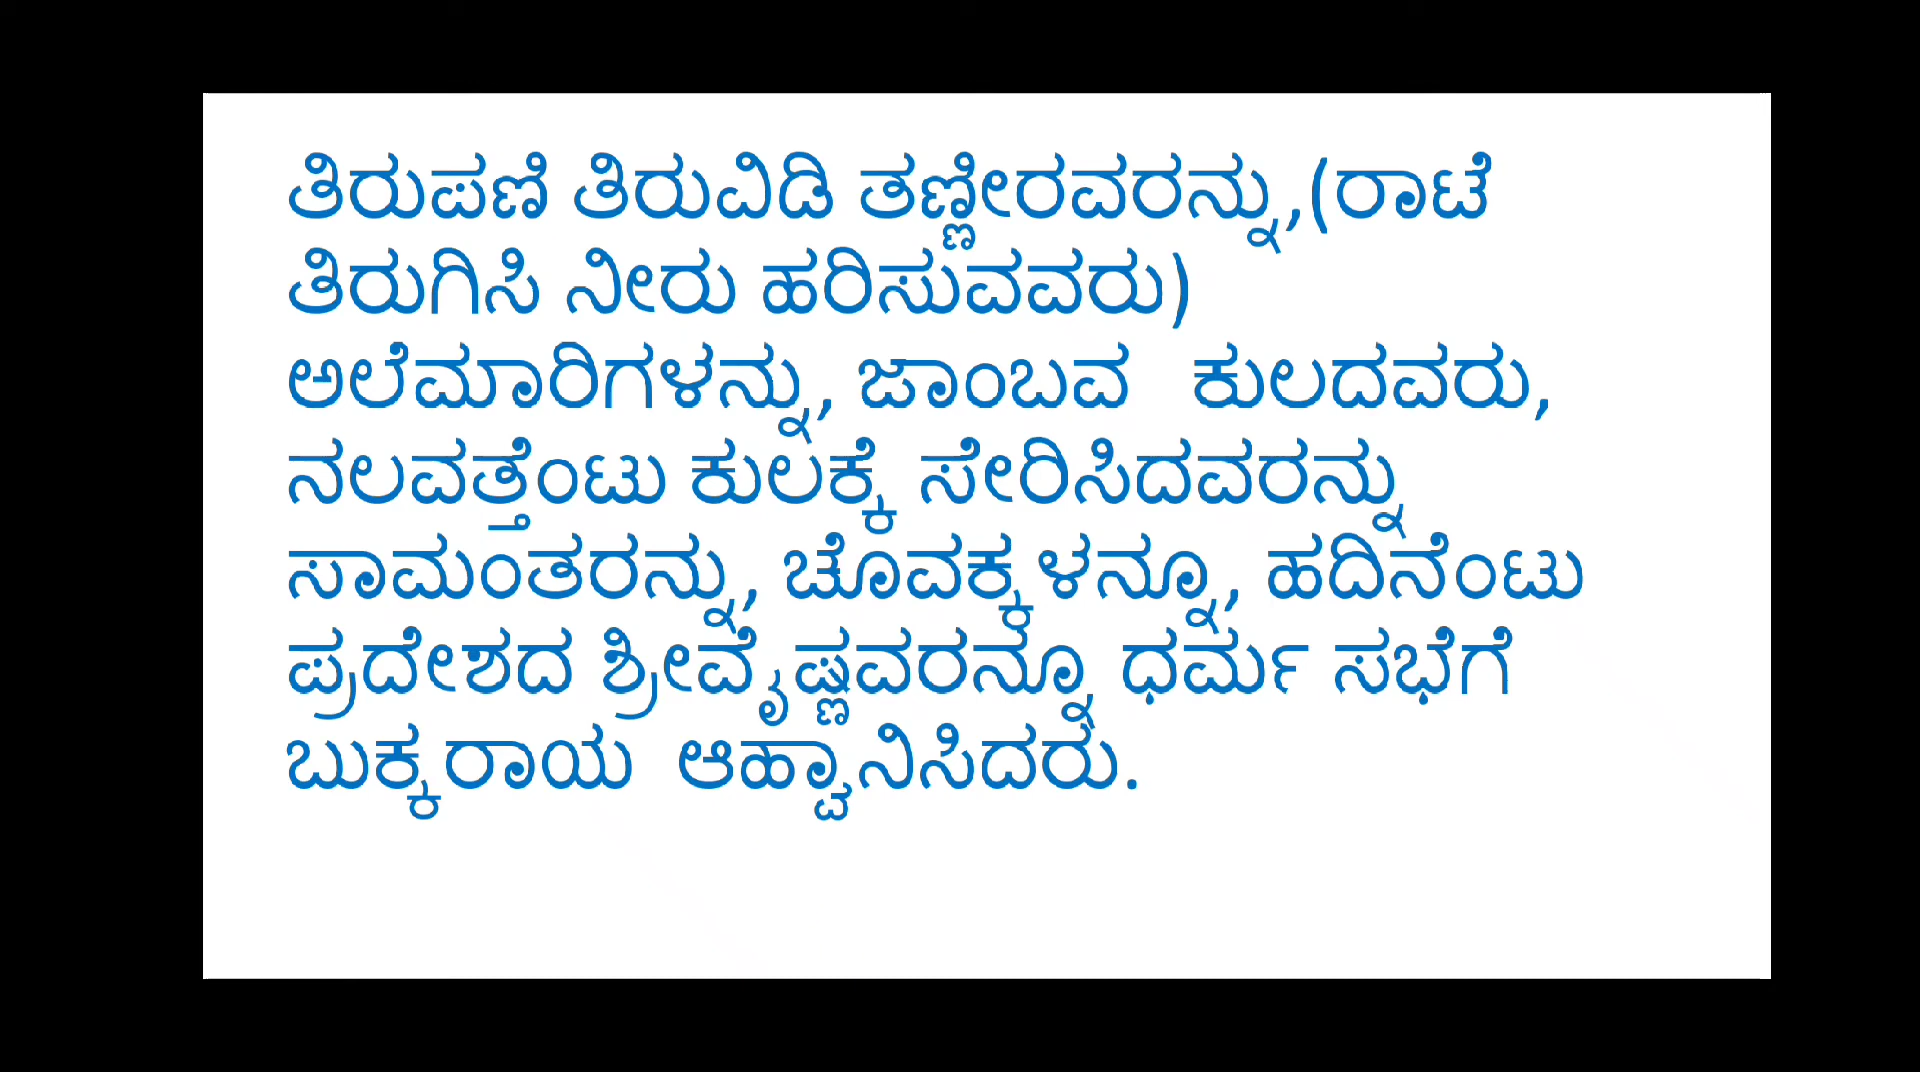 ತಿರುಪಣಿ ತಿರುವಿಡಿ ತಣ್ಣೀರವರನ್ನು,(ರಾಟೆ
ತಿರುಗಿಸಿ ನೀರು ಹರಿಸುವವರು)
ಅಲೆಮಾರಿಗಳನ್ನು, ಜಾಂಬವ ಕುಲದವರು,
ನಲವತ್ತೆಂಟು ಕುಲಕ್ಕೆ ಸೇರಿಸಿದವರನ್ನು
ಸಾಮಂತರನ್ನು, ಚೊವಕ್ಕಳನ್ನೂ, ಹದಿನೆಂಟು
ಪ್ರದೇಶದ ಶ್ರೀವೆೃಷ್ಣವರನ್ನೂ ಧರ್ಮ ಸಭೆಗೆ
ಬುಕ್ಕರಾಯ ಆಹ್ವಾನಿಸಿದರು.